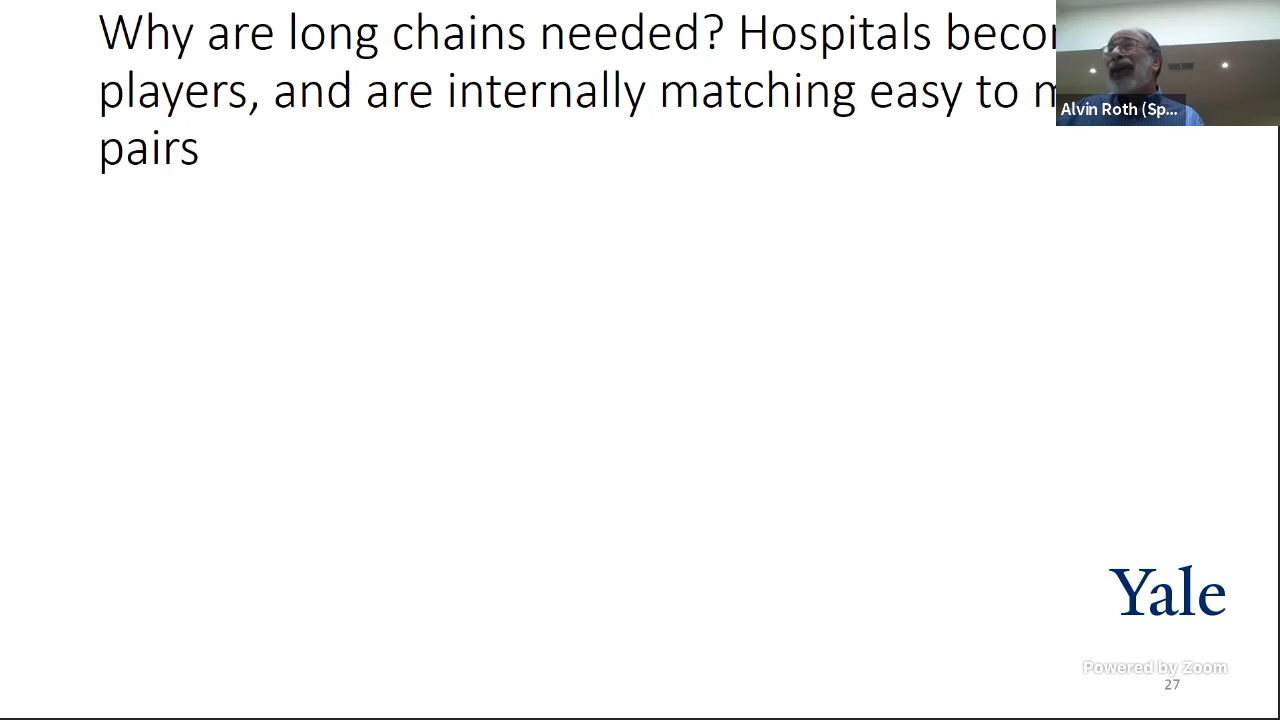 Why are long chains needed? Hospitals
players, and are internally matching easy to
pairs
Alvin Roth (Sp...
Yale
Powered by Zoom
27